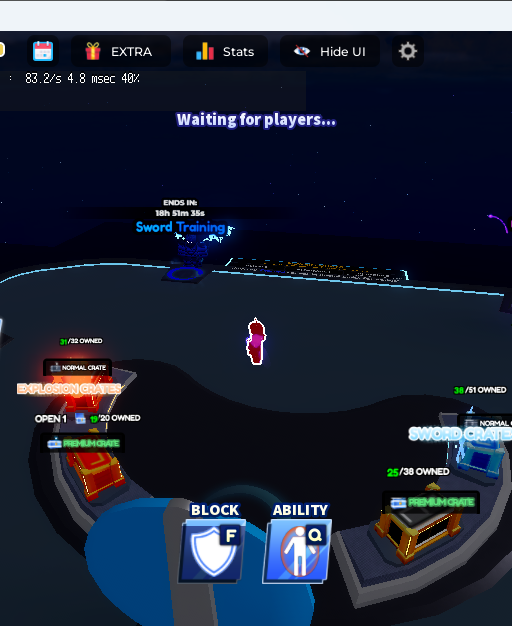 EXTRA
Stats
Hide UI
: 83.2/s 4.8 msec 40%
Waiting for players...
ENDS IN:
18h 51m 35s
Sword Training
31/32 OWNED
NORMAL CRATE
EXPLOSION CRATES
OPEN 1
19/20 OWNED
PREMIUM CRATE
38/51 OWNED
NORMAL C
SWORD CRATE
25/38 OWNED
PREMIUM CRATE
BLOCK
F
ABILITY
Q